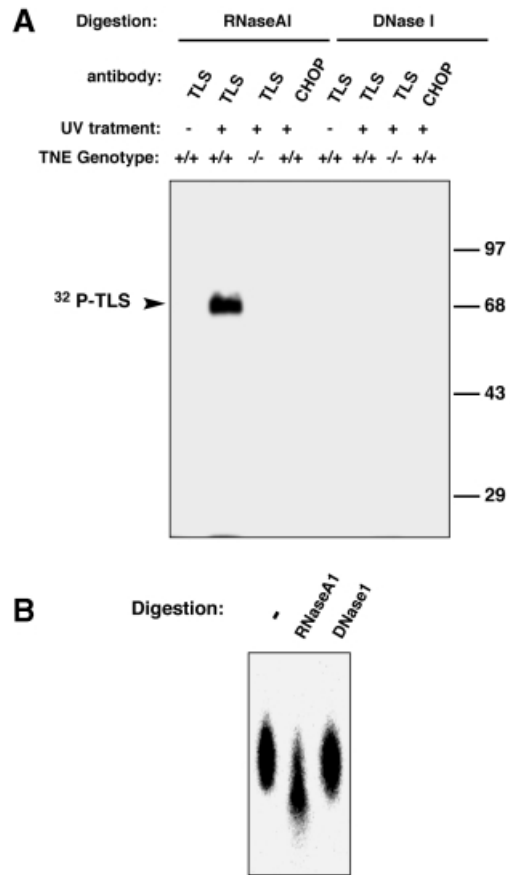 A
Digestion: RNaseAI DNase I
antibody: TLS TLS TLS CHOP TLS TLS TLS CHOP
UV tratment: - + + + - + + +
TNE Genotype: +/+ +/+ -/- +/+ +/+ +/+ -/- +/+
97
32 P-TLS 68
43
29
B
Digestion: - RNaseA1 DNase1